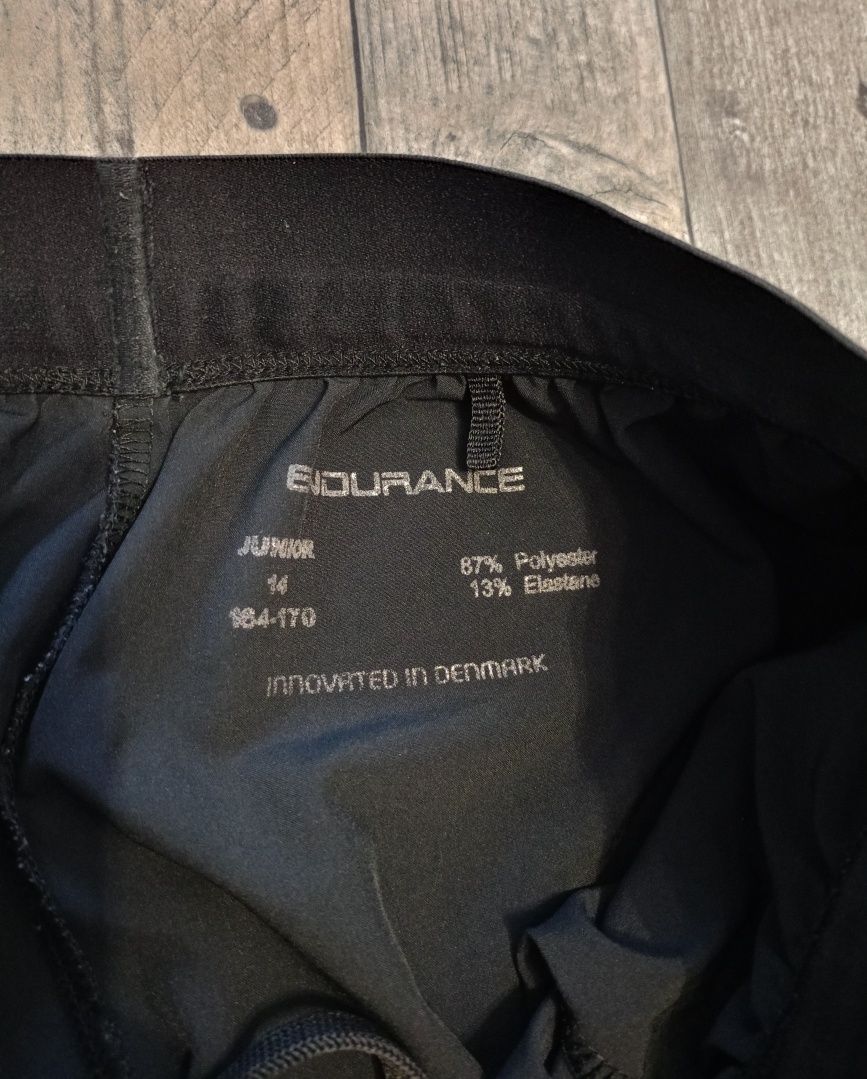 ENDURANCE
JUNIOR
14
164-170
87% Polyester
13% Elastane
INNOVATED IN DENMARK